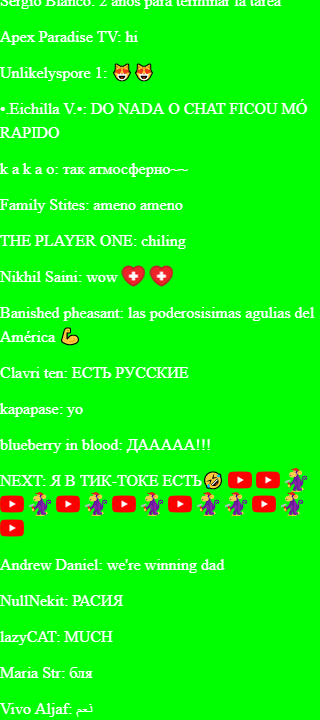 Sergio Blanco: 2 años para terminar la tarea
Apex Paradise TV: hi
Unlikelyspore 1: 😻😻
•.Eichilla V.•: DO NADA O CHAT FICOU MÓ
RAPIDO
k a k a o: так атмосферно~~
Family Stites: ameno ameno
THE PLAYER ONE: chiling
Nikhil Saini: wow
Banished pheasant: las poderosisimas agulias del
América 💪
Clavri ten: ЕСТЬ РУССКИЕ
kapapase: yo
blueberry in blood: ДААААА!!!
NEXT: Я В ТИК-ТОКЕ ЕСТЬ🤣
Andrew Daniel: we're winning dad
NullNekit: РАСИЯ
lazyCAT: MUCH
Maria Str: бля
Vivo Aljaf: